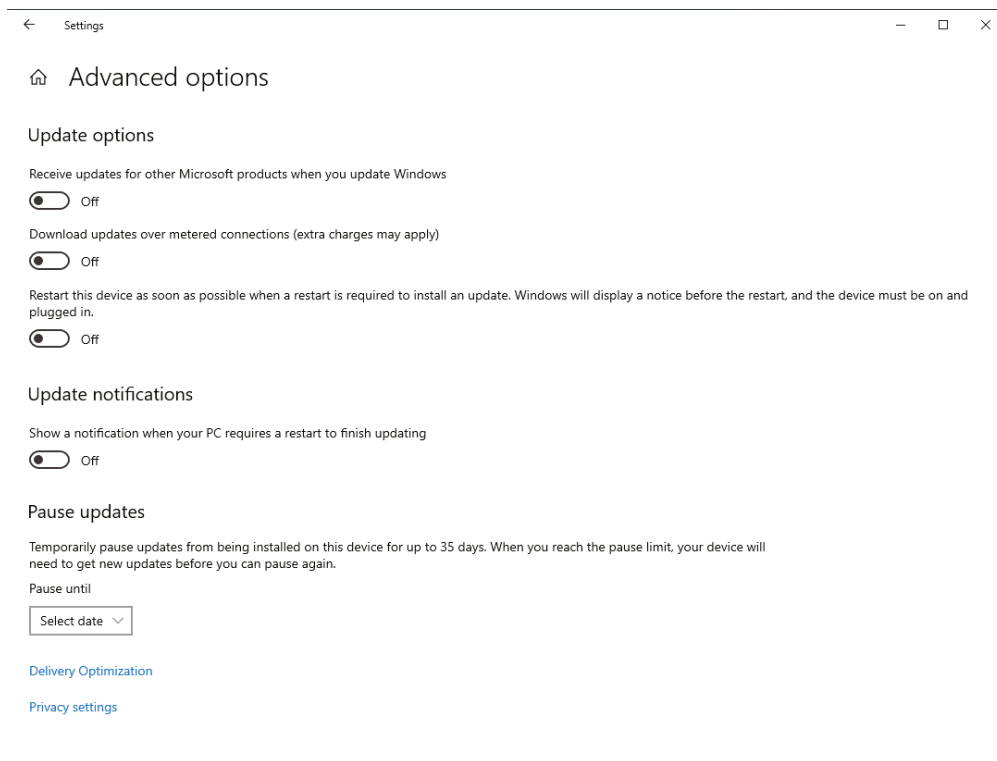 Settings
Advanced options
Update options
Receive updates for other Microsoft products when you update Windows
Off
Download updates over metered connections (extra charges may apply)
Off
Restart this device as soon as possible when a restart is required to install an update. Windows will display a notice before the restart, and the device must be on and
plugged in.
Off
Update notifications
Show a notification when your PC requires a restart to finish updating
Off
Pause updates
Temporarily pause updates from being installed on this device for up to 35 days. When you reach the pause limit, your device will
need to get new updates before you can pause again.
Pause until
Select date
Delivery Optimization
Privacy settings